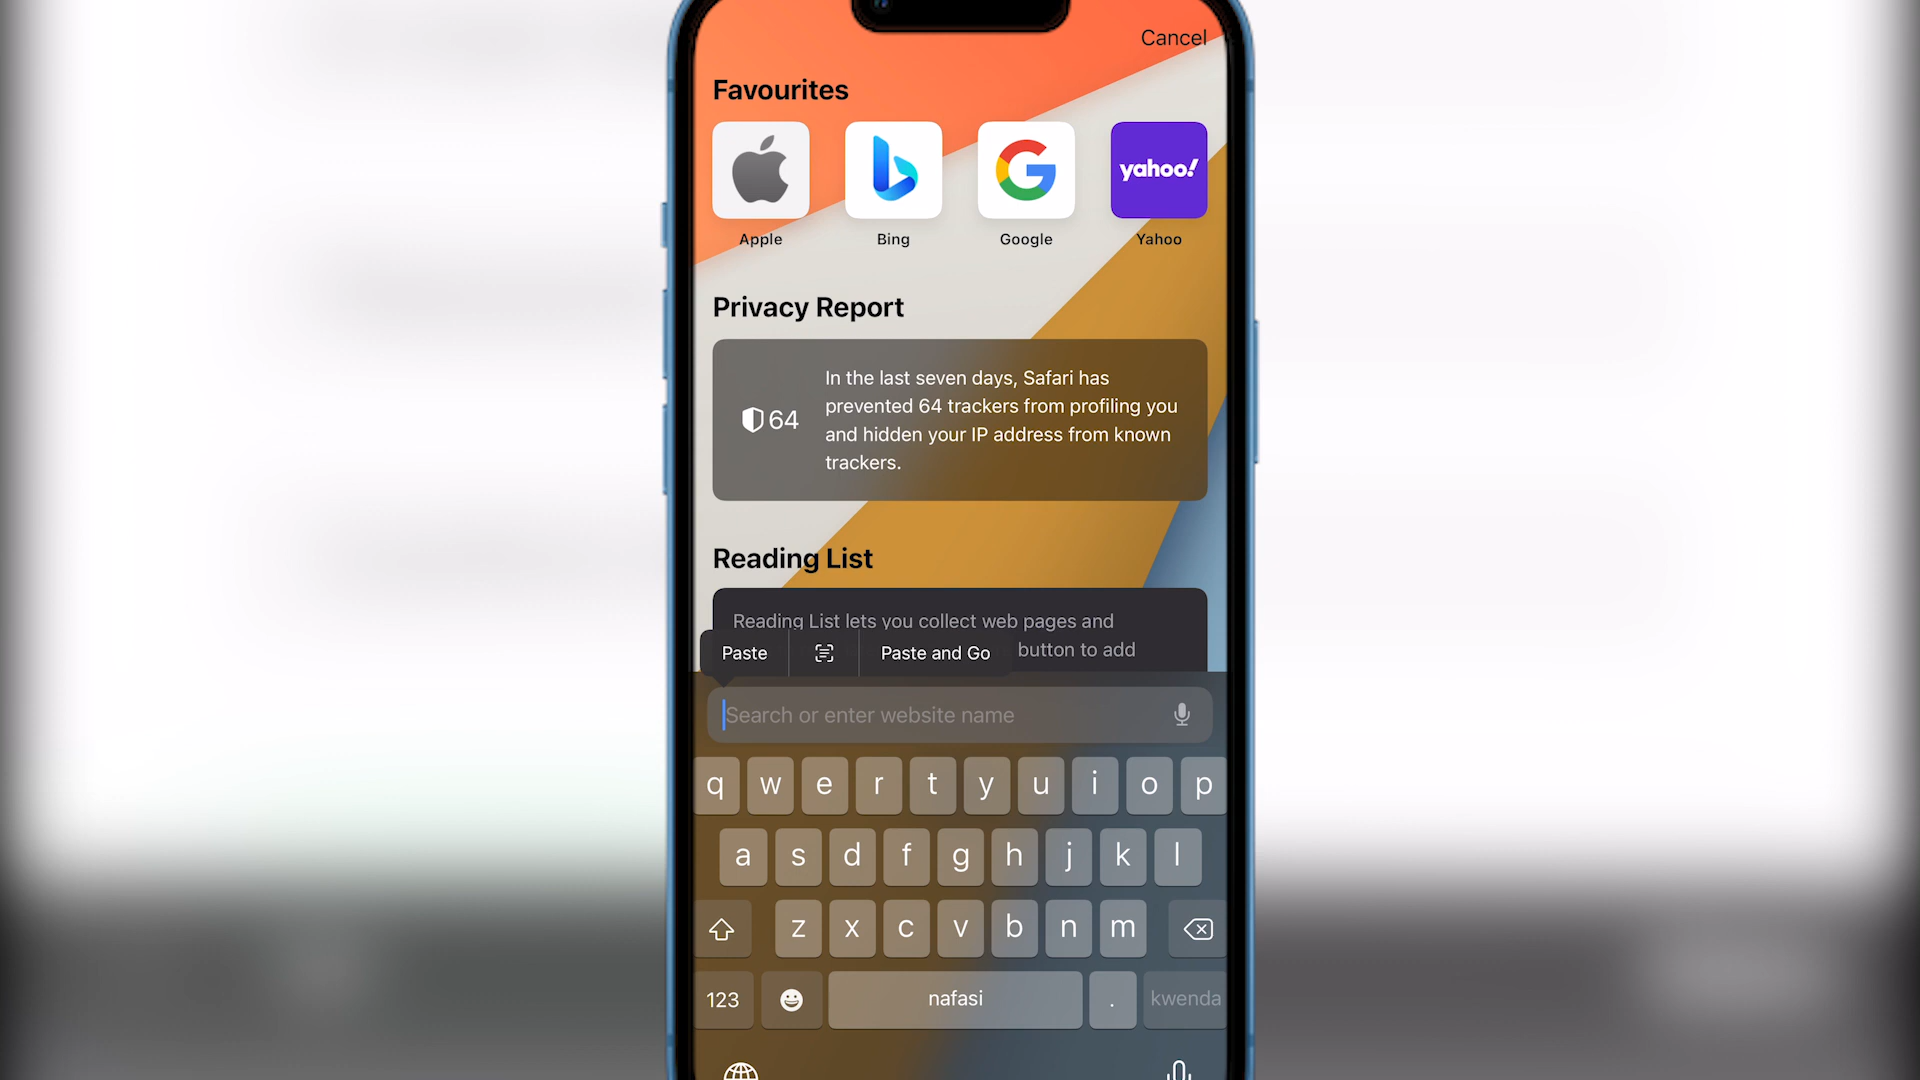 Cancel
Favourites
yahoo!
Apple
Bing
Google
Yahoo
Privacy Report
64
In the last seven days, Safari has
prevented 64 trackers from profiling you
and hidden your IP address from known
trackers.
Reading List
Reading List lets you collect web pages and
button to add
Paste
Paste and Go
Search or enter website name
q w e r t y u i o p
a s d f g h j k l
z x c v b n m
123
nafasi
.
kwenda